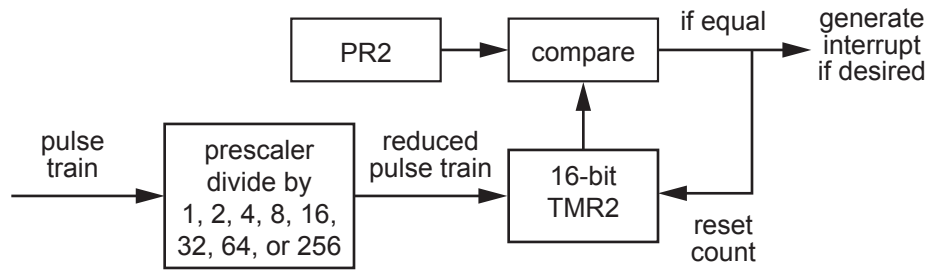 PR2
compare
if equal
generate
interrupt
if desired
pulse
train
prescaler
divide by
1, 2, 4, 8, 16,
32, 64, or 256
reduced
pulse train
16-bit
TMR2
reset
count